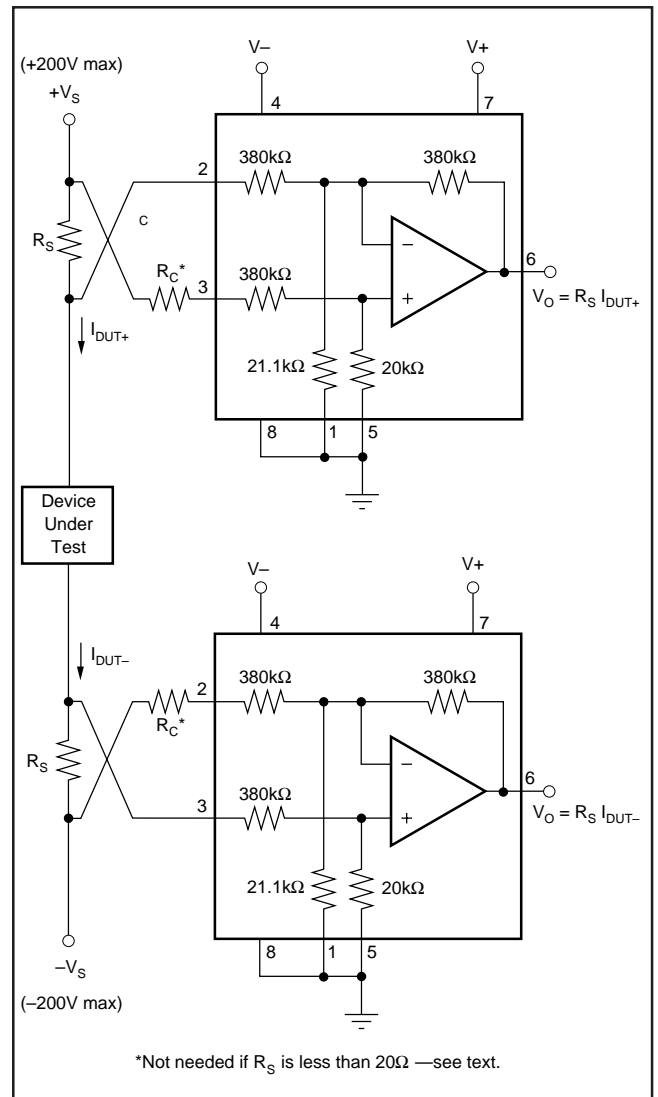 V– V+
(+200V max)
+V_S
4 7
2 380kΩ 380kΩ
C
R_S
R_C*
3 380kΩ
–
+
6
V_O = R_S I_DUT+
I_DUT+
21.1kΩ 20kΩ
8 1 5
Device
Under
Test
V– V+
4 7
I_DUT–
2 380kΩ 380kΩ
R_C*
R_S
–
3 380kΩ
+
6
V_O = R_S I_DUT–
21.1kΩ 20kΩ
8 1 5
–V_S
(–200V max)
*Not needed if R_S is less than 20Ω —see text.